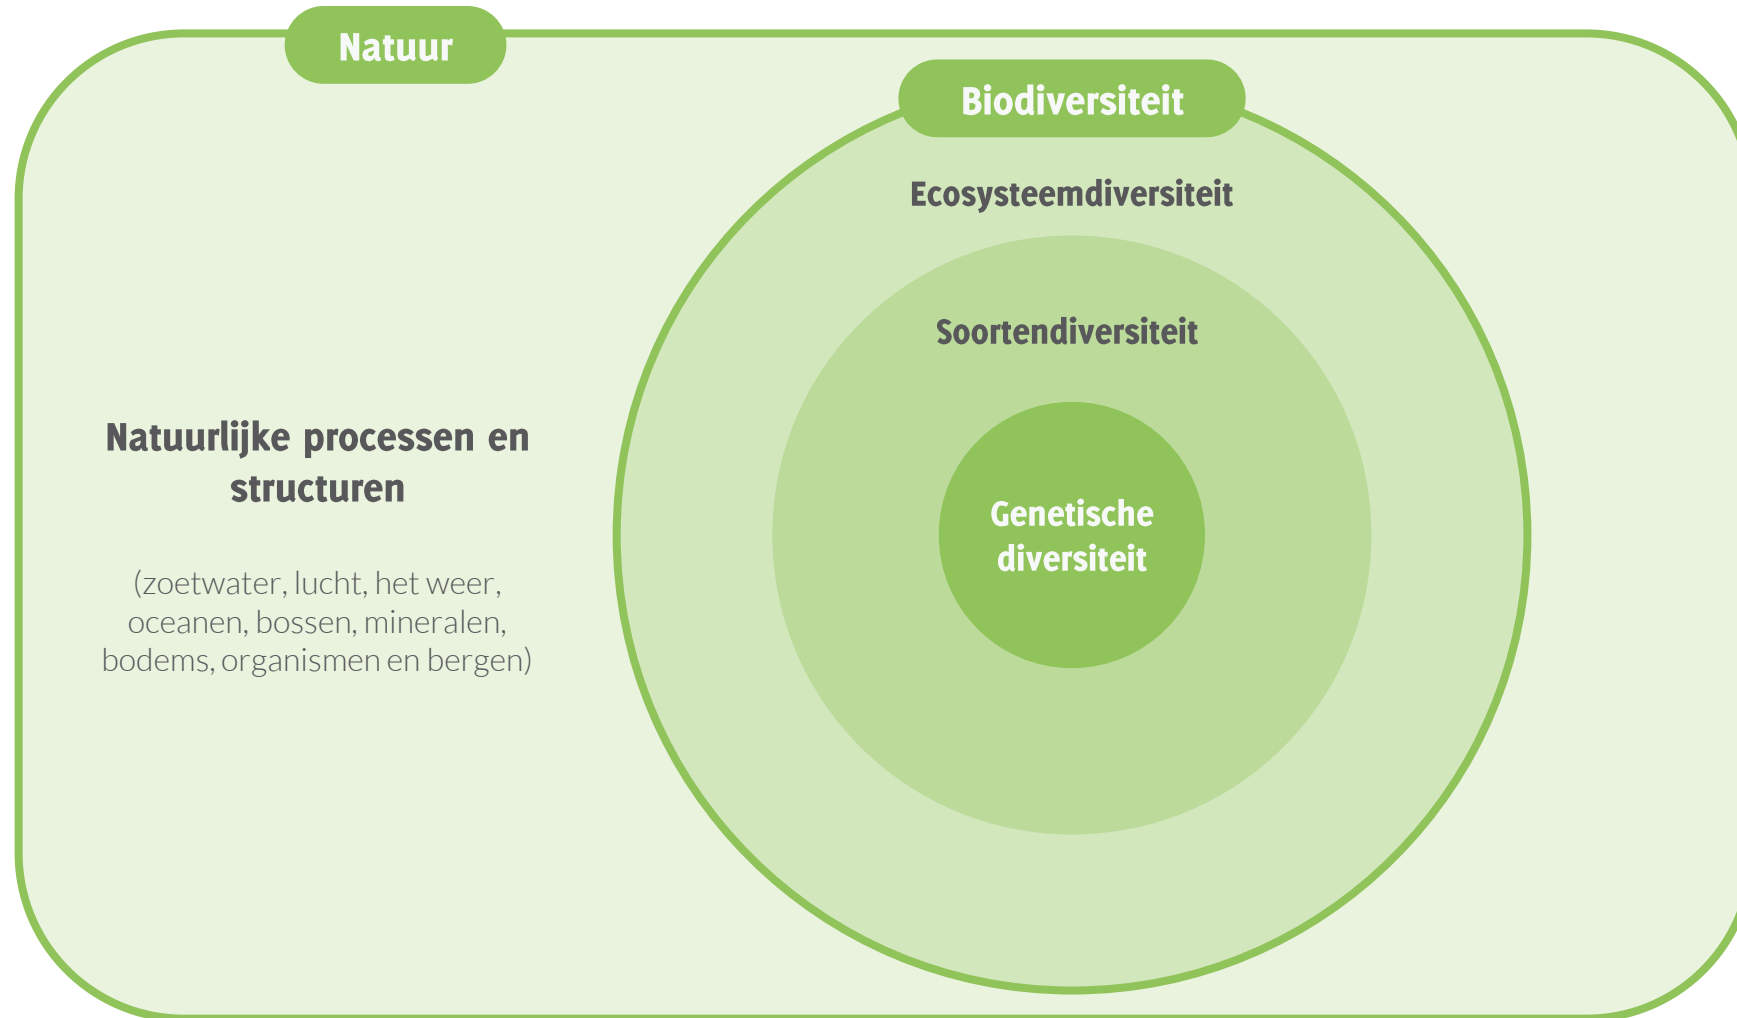 Natuur
Biodiversiteit
Ecosysteemdiversiteit
Soortendiversiteit
Natuurlijke processen en
structuren
(zoetwater, lucht, het weer,
oceanen, bossen, mineralen,
bodems, organismen en bergen)
Genetische
diversiteit